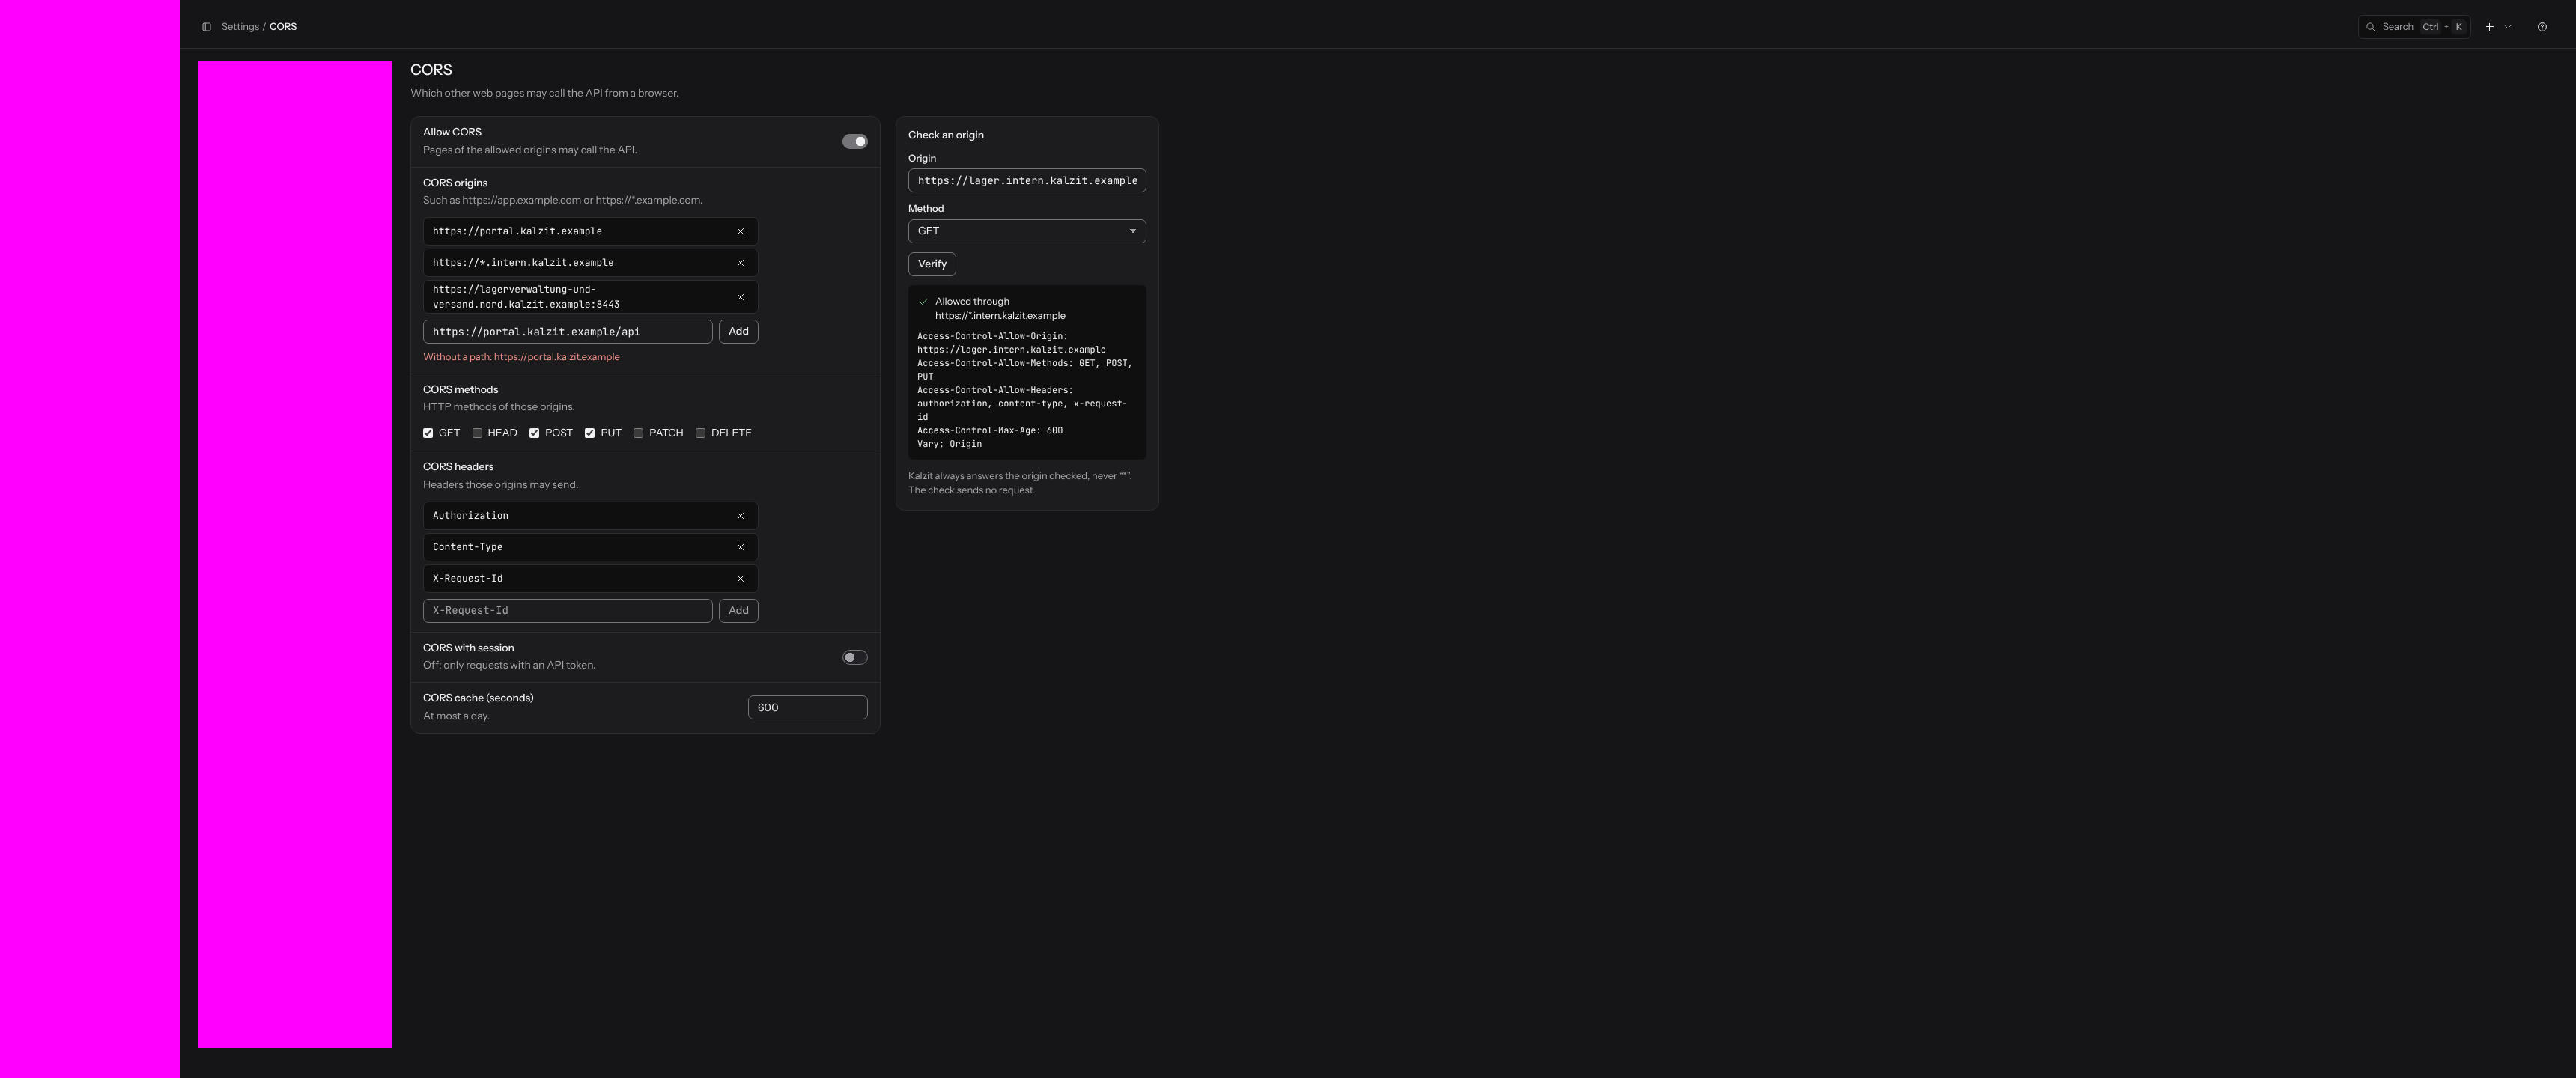 Settings / CORS
Search Ctrl + K
CORS
Which other web pages may call the API from a browser.
Allow CORS
Pages of the allowed origins may call the API.
CORS origins
Such as https://app.example.com or https://*.example.com.
https://portal.kalzit.example
https://*.intern.kalzit.example
https://lagerverwaltung-und-
versand.nord.kalzit.example:8443
https://portal.kalzit.example/api
Add
Without a path: https://portal.kalzit.example
CORS methods
HTTP methods of those origins.
GET HEAD POST PUT PATCH DELETE
CORS headers
Headers those origins may send.
Authorization
Content-Type
X-Request-Id
X-Request-Id
Add
CORS with session
Off: only requests with an API token.
CORS cache (seconds)
At most a day.
600
Check an origin
Origin
https://lager.intern.kalzit.example
Method
GET
Verify
Allowed through
https://*.intern.kalzit.example
Access-Control-Allow-Origin:
https://lager.intern.kalzit.example
Access-Control-Allow-Methods: GET, POST,
PUT
Access-Control-Allow-Headers:
authorization, content-type, x-request-
id
Access-Control-Max-Age: 600
Vary: Origin
Kalzit always answers the origin checked, never “*”.
The check sends no request.